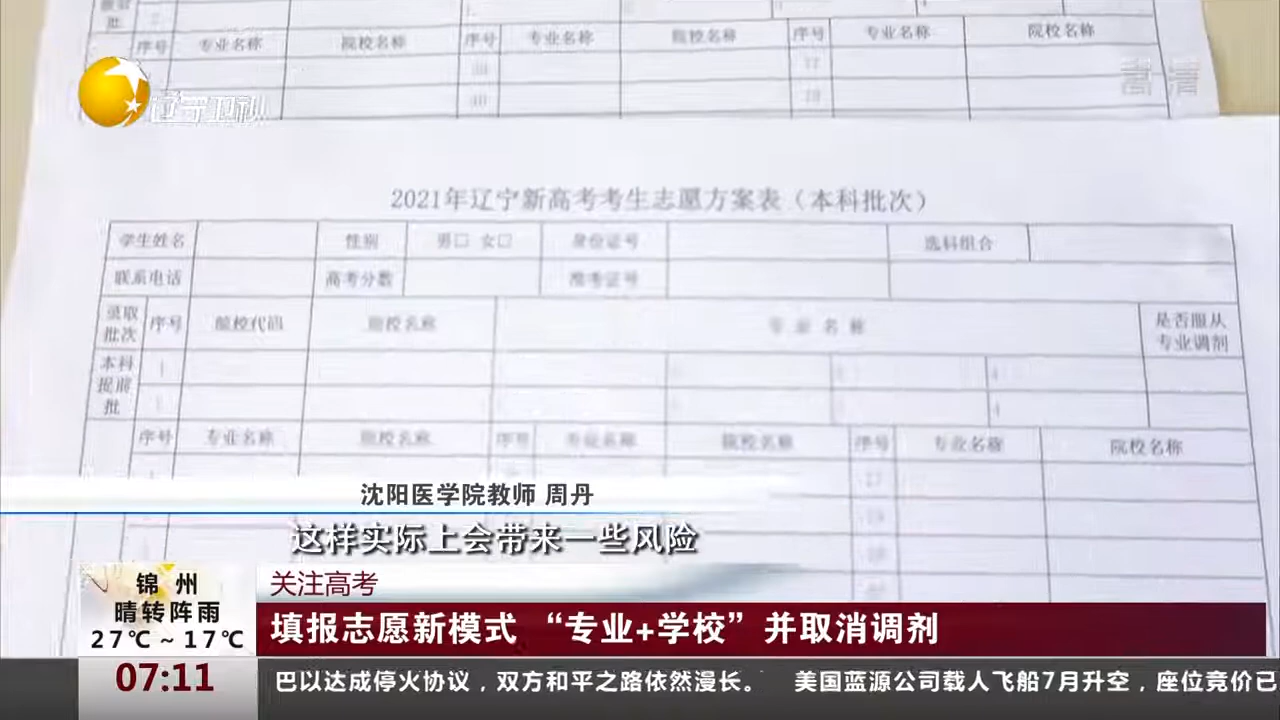 序号 专业名称 院校名称 序号 专业名称 院校名称 序号 专业名称 院校名称
辽宁卫视
高清
2021年辽宁新高考考生志愿方案表（本科批次）
学生姓名 性别 男□ 女□ 身份证号 选科组合
联系电话 高考分数 准考证号
录取批次 序号 院校代码 院校名称 专业名称 是否服从专业调剂
本科提前批
序号 专业名称 院校名称 序号 专业名称 院校名称 序号 专业名称 院校名称
沈阳医学院教师 周丹
这样实际上会带来一些风险
关注高考
填报志愿新模式 “专业+学校”并取消调剂
锦 州
晴转阵雨
27℃～17℃
07:11
巴以达成停火协议，双方和平之路依然漫长。 美国蓝源公司载人飞船7月升空，座位竞价已